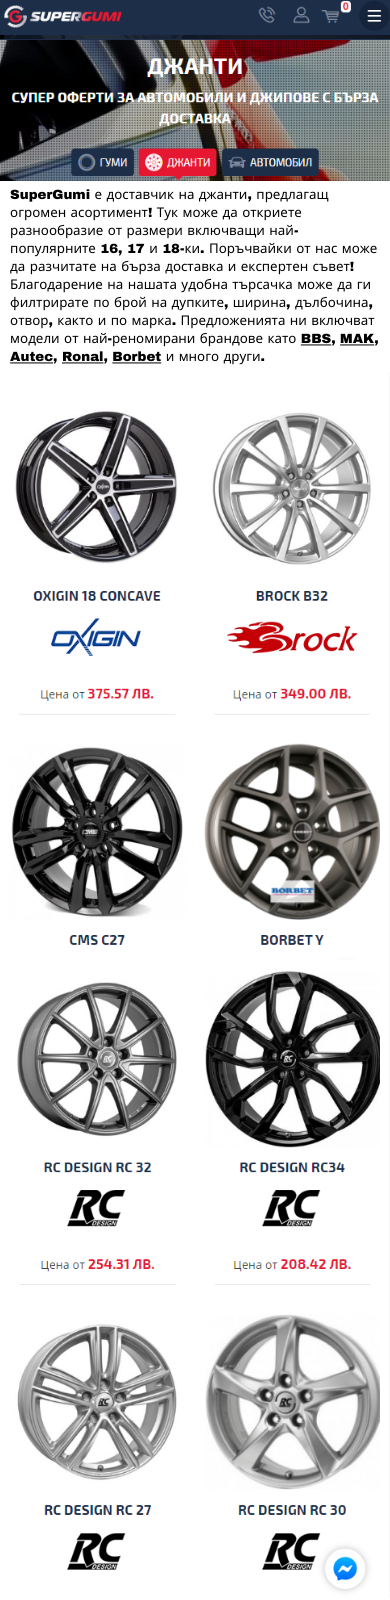 SUPERGUMI
0
ДЖАНТИ
СУПЕР ОФЕРТИ ЗА АВТОМОБИЛИ И ДЖИПОВЕ С БЪРЗА
ДОСТАВКА
ГУМИ ДЖАНТИ АВТОМОБИЛ
SuperGumi е доставчик на джанти, предлагащ
огромен асортимент! Тук може да откриете
разнообразие от размери включващи най-
популярните 16, 17 и 18-ки. Поръчвайки от нас може
да разчитате на бърза доставка и експертен съвет!
Благодарение на нашата удобна търсачка може да ги
филтрирате по брой на дупките, ширина, дълбочина,
отвор, както и по марка. Предложенията ни включват
модели от най-реномирани брандове като BBS, MAK,
Autec, Ronal, Borbet и много други.
OXIGIN 18 CONCAVE BROCK B32
OXIGIN Brock
Цена от 375.57 ЛВ. Цена от 349.00 ЛВ.
CMS
BORBET
CMS C27 BORBET Y
RC RC
RC DESIGN RC 32 RC DESIGN RC34
RC DESIGN RC DESIGN
Цена от 254.31 ЛВ. Цена от 208.42 ЛВ.
RC RC
RC DESIGN RC 27 RC DESIGN RC 30
RC DESIGN RC DESIGN